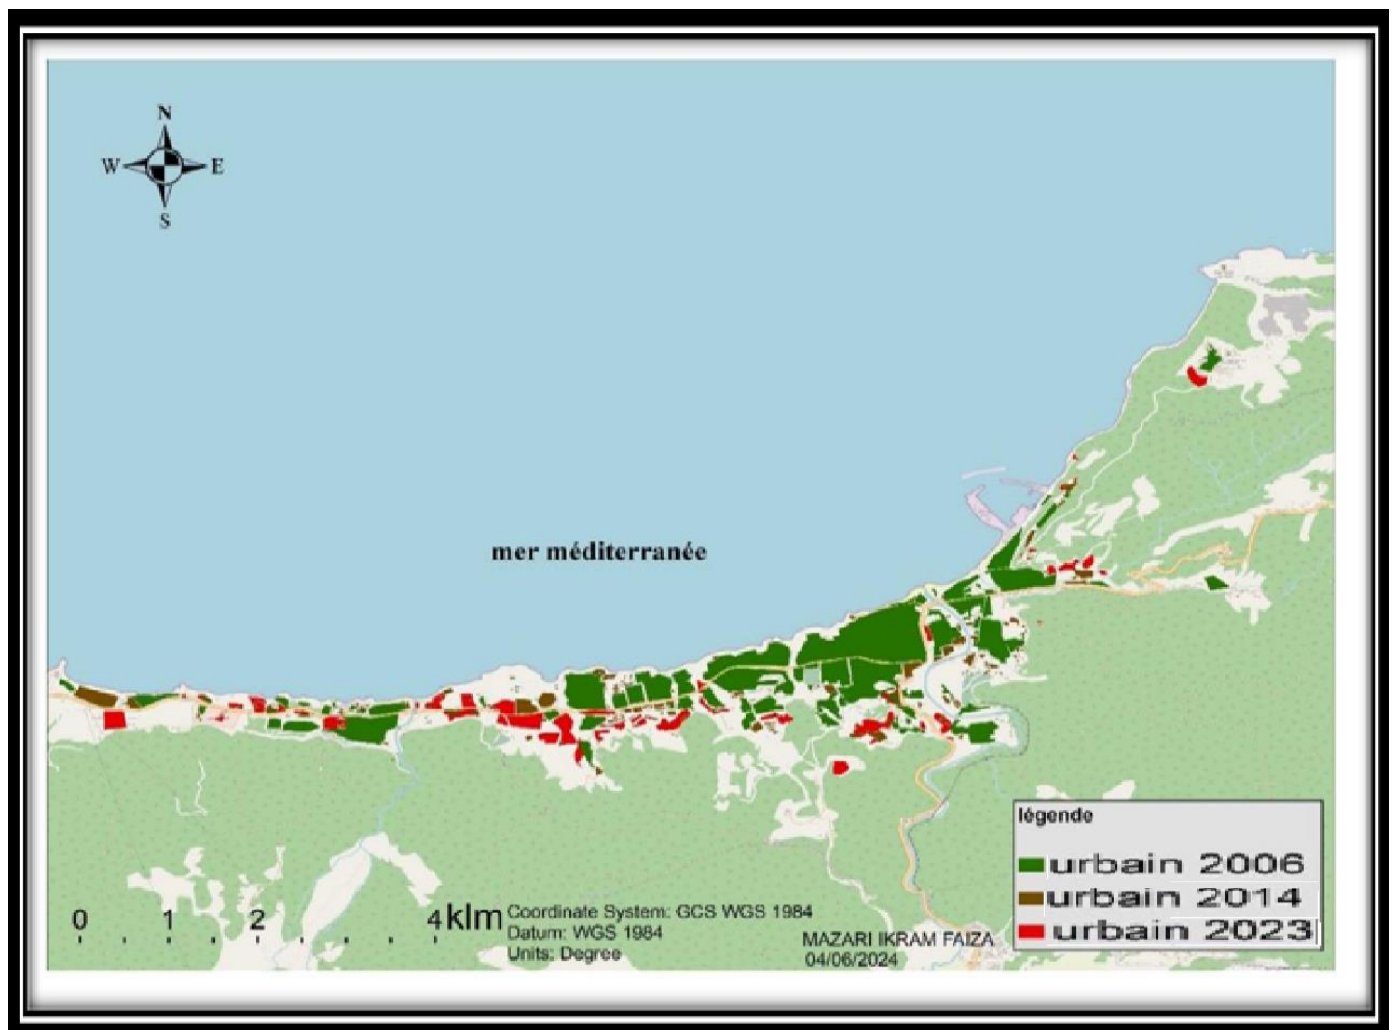 N
W E
S
mer méditerranée
légende
urbain 2006
urbain 2014
urbain 2023
0 1 2 4 klm
Coordinate System: GCS WGS 1984
Datum: WGS 1984
Units: Degree
MAZARI IKRAM FAIZA
04/06/2024